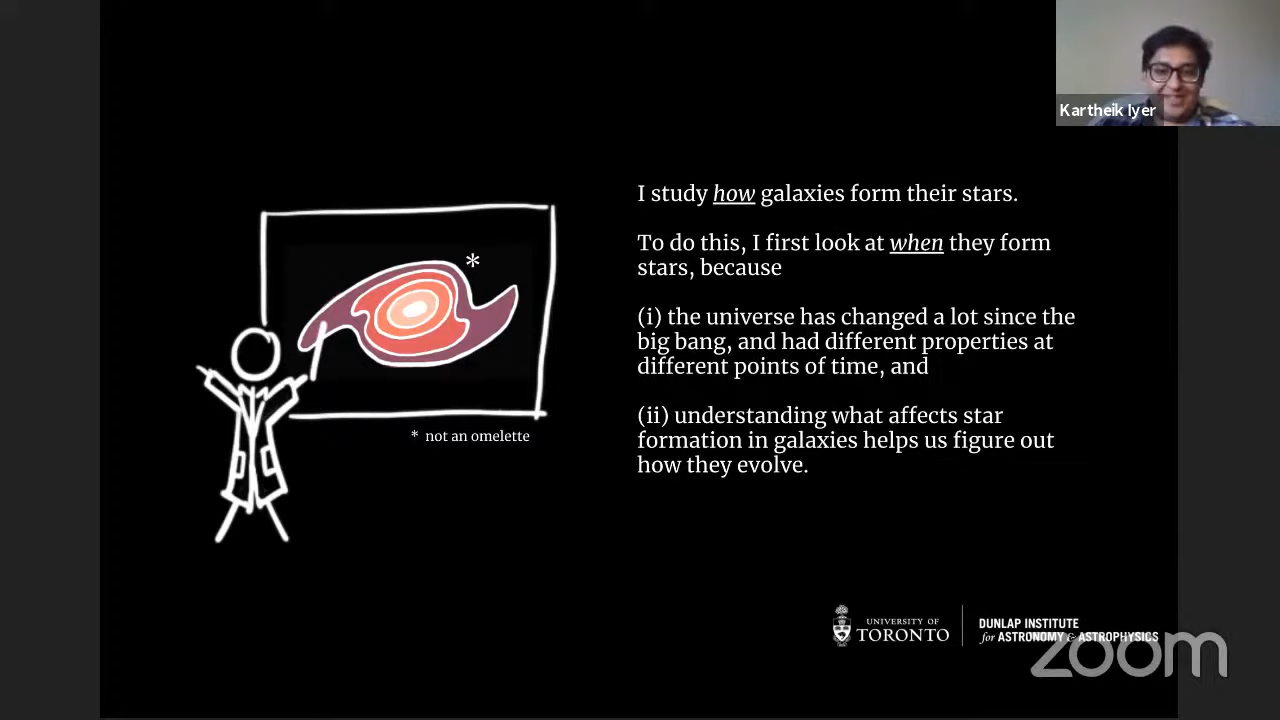 Kartheik Iyer
I study how galaxies form their stars.
To do this, I first look at when they form
stars, because
(i) the universe has changed a lot since the
big bang, and had different properties at
different points of time, and
(ii) understanding what affects star
formation in galaxies helps us figure out
how they evolve.
*
* not an omelette
UNIVERSITY OF
TORONTO
DUNLAP INSTITUTE
for ASTRONOMY & ASTROPHYSICS
zoom